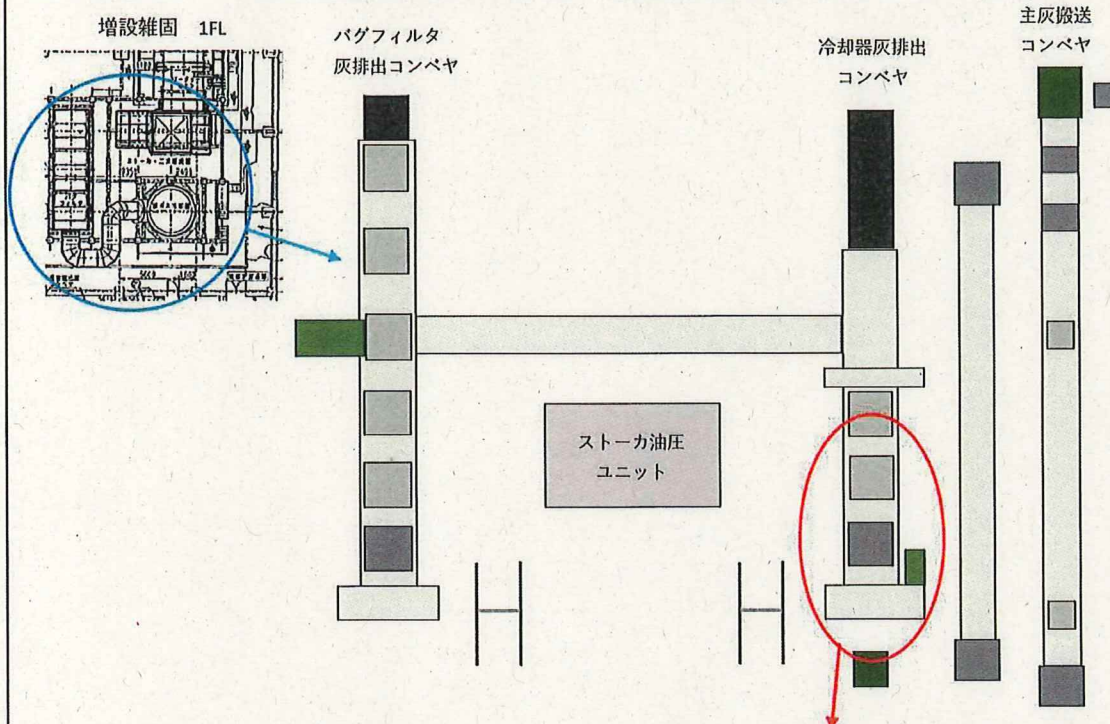 増設雑固 1FL
バグフィルタ
灰排出コンベヤ
冷却器灰排出
コンベヤ
主灰搬送
コンベヤ
ストーカ油圧
ユニット